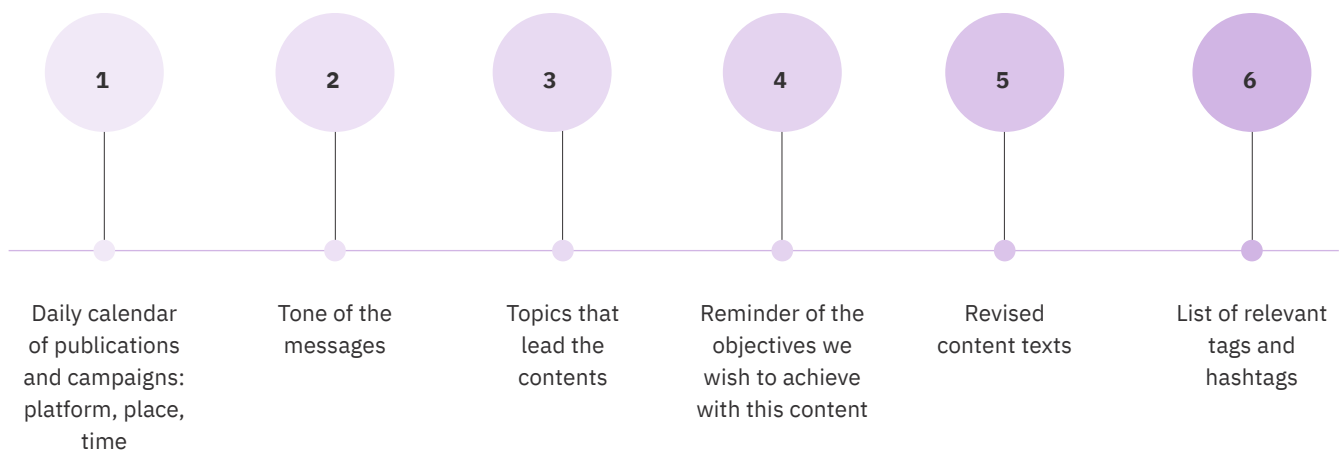 1
2
3
4
5
6
Daily calendar
of publications
and campaigns:
platform, place,
time
Tone of the
messages
Topics that
lead the
contents
Reminder of the
objectives we
wish to achieve
with this content
Revised
content texts
List of relevant
tags and
hashtags